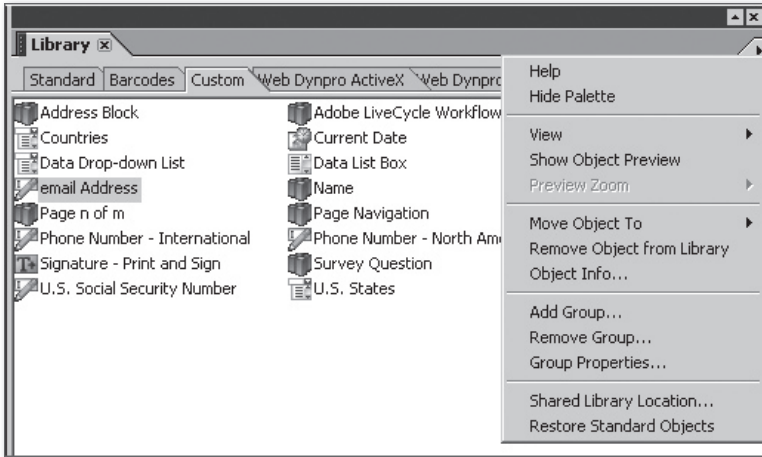 Library
Standard Barcodes Custom Web Dynpro ActiveX Web Dynpro
Address Block
Countries
Data Drop-down List
email Address
Page n of m
Phone Number - International
Signature - Print and Sign
U.S. Social Security Number
Adobe LiveCycle Workflow
Current Date
Data List Box
Name
Page Navigation
Phone Number - North Am
Survey Question
U.S. States
Help
Hide Palette
View
Show Object Preview
Preview Zoom
Move Object To
Remove Object from Library
Object Info...
Add Group...
Remove Group...
Group Properties...
Shared Library Location...
Restore Standard Objects